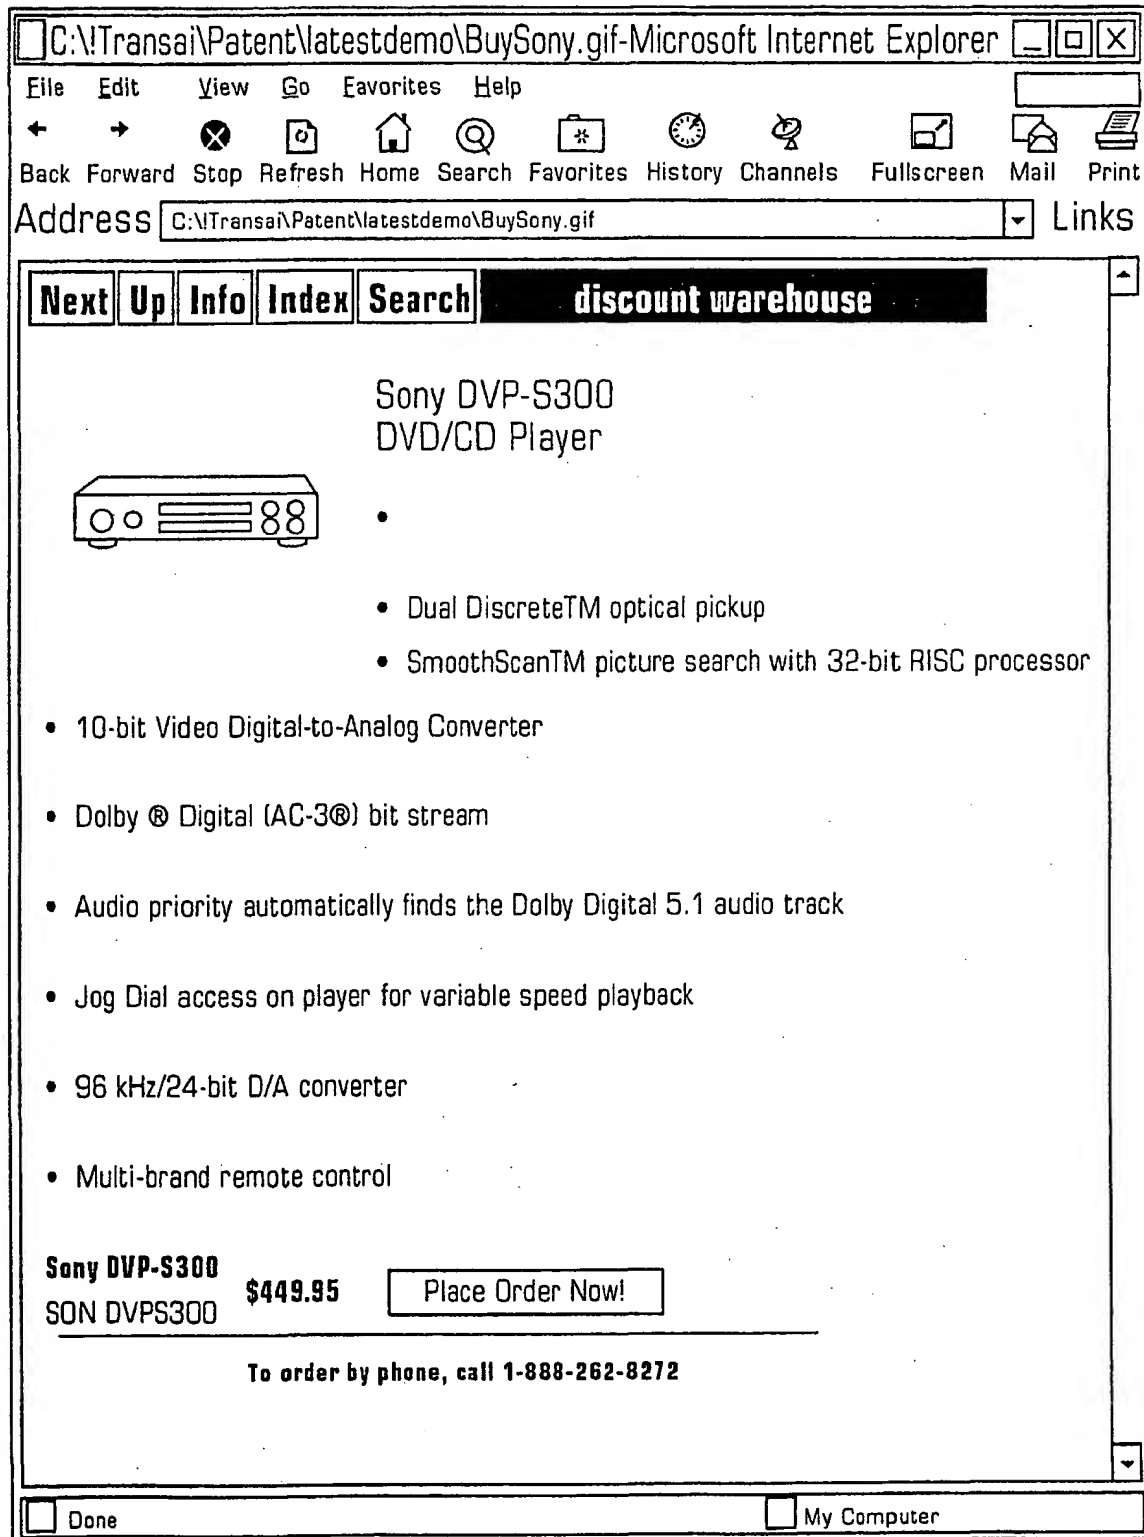 C:\!Transai\Patent\latestdemo\BuySony.gif-Microsoft Internet Explorer
File Edit View Go Favorites Help
Back Forward Stop Refresh Home Search Favorites History Channels Fullscreen Mail Print
Address C:\!Transai\Patent\latestdemo\BuySony.gif Links
Next Up Info Index Search discount warehouse
Sony DVP-S300
DVD/CD Player
•
• Dual DiscreteTM optical pickup
• SmoothScanTM picture search with 32-bit RISC processor
• 10-bit Video Digital-to-Analog Converter
• Dolby ® Digital (AC-3®) bit stream
• Audio priority automatically finds the Dolby Digital 5.1 audio track
• Jog Dial access on player for variable speed playback
• 96 kHz/24-bit D/A converter
• Multi-brand remote control
Sony DVP-S300
SON DVPS300
$449.95
Place Order Now!
To order by phone, call 1-888-262-8272
Done My Computer